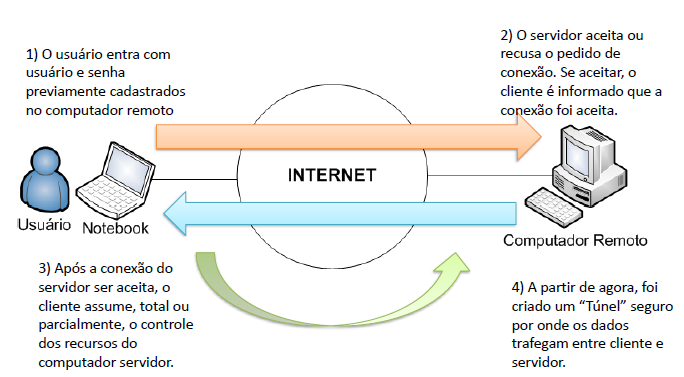 1) O usuário entra com
usuário e senha
previamente cadastrados
no computador remoto
2) O servidor aceita ou
recusa o pedido de
conexão. Se aceitar, o
cliente é informado que a
conexão foi aceita.
INTERNET
Usuário
Notebook
Computador Remoto
3) Após a conexão do
servidor ser aceita, o
cliente assume, total ou
parcialmente, o controle
dos recursos do
computador servidor.
4) A partir de agora, foi
criado um “Túnel” seguro
por onde os dados
trafegam entre cliente e
servidor.